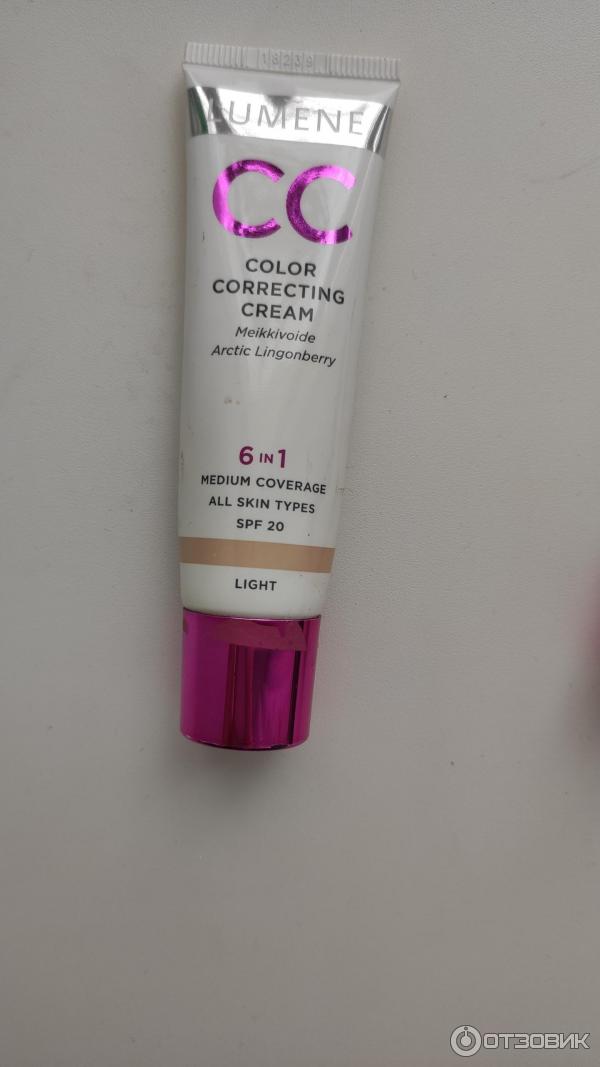 18239
LUMENE
CC
COLOR
CORRECTING
CREAM
Meikkivoide
Arctic Lingonberry
6 IN 1
MEDIUM COVERAGE
ALL SKIN TYPES
SPF 20
LIGHT
ОТЗОВИК